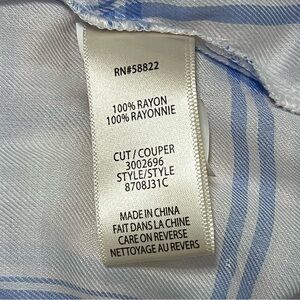 RN#58822
100% RAYON
100% RAYONNIE
CUT / COUPER
3002696
STYLE/STYLE
8708J31C
MADE IN CHINA
FAIT DANS LA CHINE
CARE ON REVERSE
NETTOYAGE AU REVERS